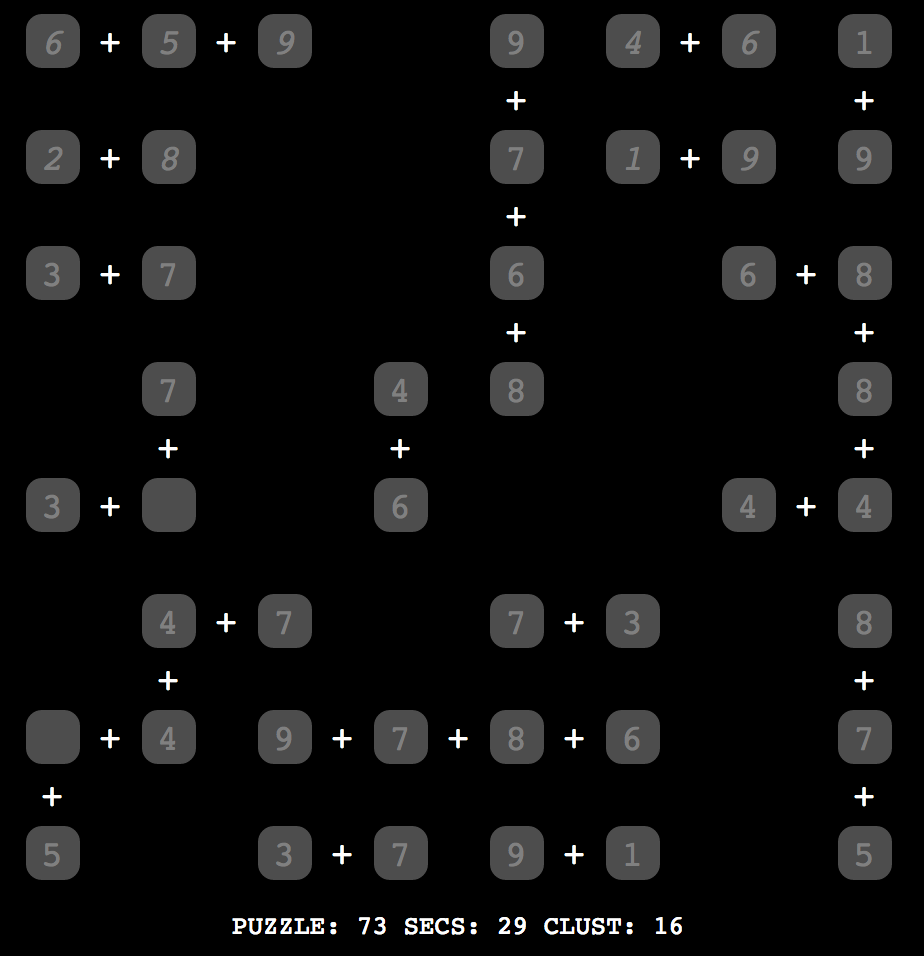 6 + 5 + 9 9 4 + 6 1
+ +
2 + 8 7 1 + 9 9
+
3 + 7 6 6 + 8
+ +
7 4 8 8
+ + +
3 + 6 4 + 4
4 + 7 7 + 3 8
+ +
+ 4 9 + 7 + 8 + 6 7
+ +
5 3 + 7 9 + 1 5
PUZZLE: 73 SECS: 29 CLUST: 16